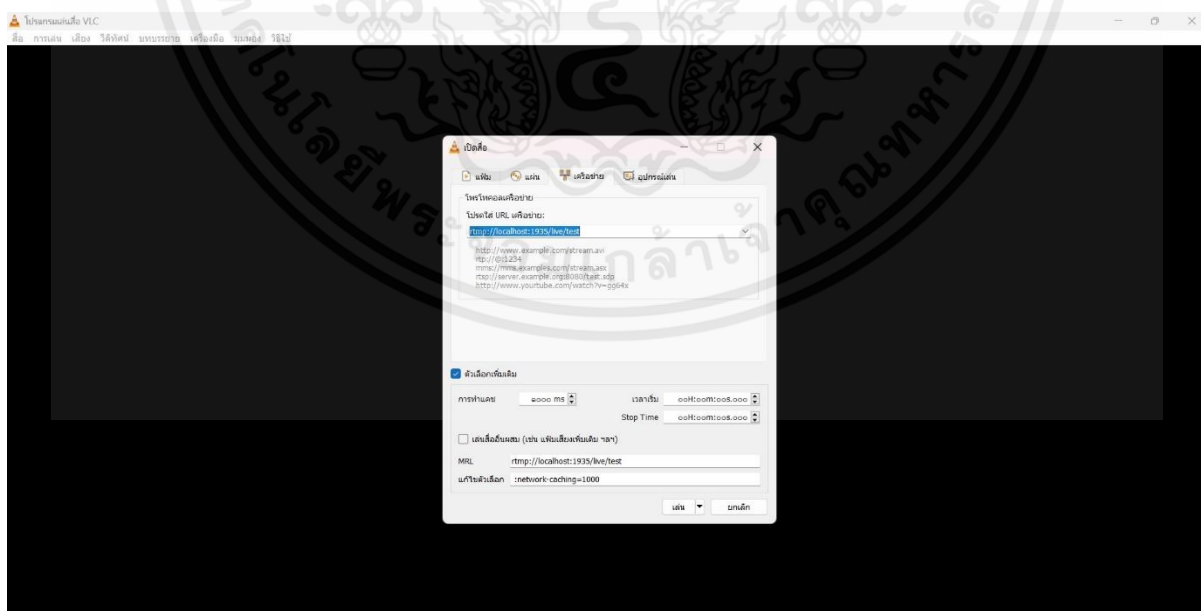 โปรแกรมเล่นสื่อ VLC
สื่อ การเล่น เสียง วิดีทัศน์ บทบรรยาย เครื่องมือ มุมมอง วิธีใช้
เปิดสื่อ
แฟ้ม แผ่น เครือข่าย อุปกรณ์เล่น
โพรโทคอลเครือข่าย
โปรดใส่ URL เครือข่าย:
rtmp://localhost:1935/live/test
http://www.example.com/stream.avi
rtp://@:1234
mms://mms.examples.com/stream.asx
rtsp://server.example.org:8080/test.sdp
http://www.yourtube.com/watch?v=gg64x
ตัวเลือกเพิ่มเติม
การทำแคช ๑๐๐๐ ms เวลาเริ่ม ๐๐H:๐๐m:๐๐s.๐๐๐
Stop Time ๐๐H:๐๐m:๐๐s.๐๐๐
เล่นสื่ออื่นผสม (เช่น แฟ้มเสียงเพิ่มเติม ฯลฯ)
MRL rtmp://localhost:1935/live/test
แก้ไขตัวเลือก :network-caching=1000
เล่น ยกเลิก